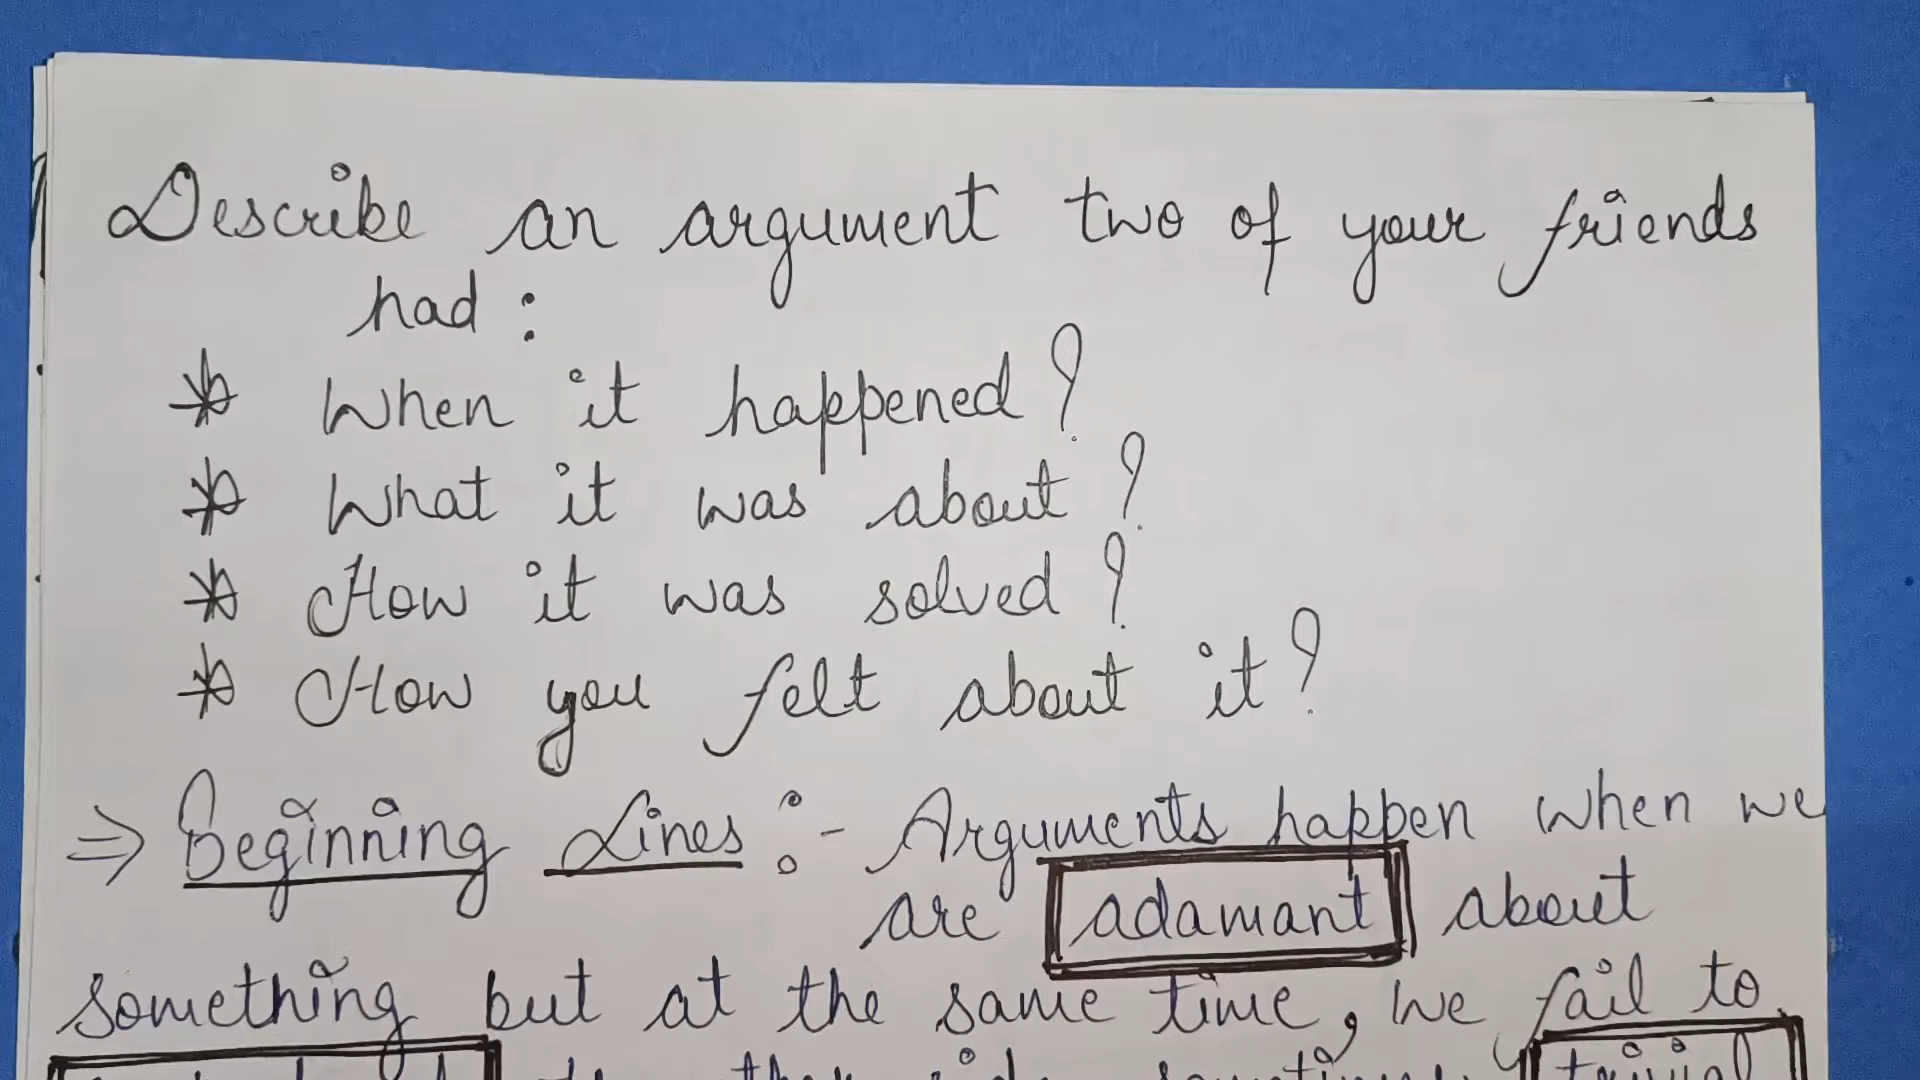 Describe an argument two of your friends
had :
* When it happened?
* What it was about?
* How it was solved?
* How you felt about it?
⇒ Beginning Lines :- Arguments happen when we
are adamant about
something but at the same time, we fail to
trivial